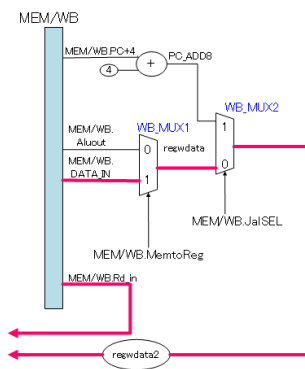 MEM/WB
MEM/WB.PC+4
4
+
PC_ADD8
WB_MUX2
WB_MUX1
MEM/WB.
Aluout
0
regwdata
1
MEM/WB.
DATA_IN
1
0
MEM/WB.JalSEL
MEM/WB.MemtoReg
MEM/WB.Rd_in
regwdata2